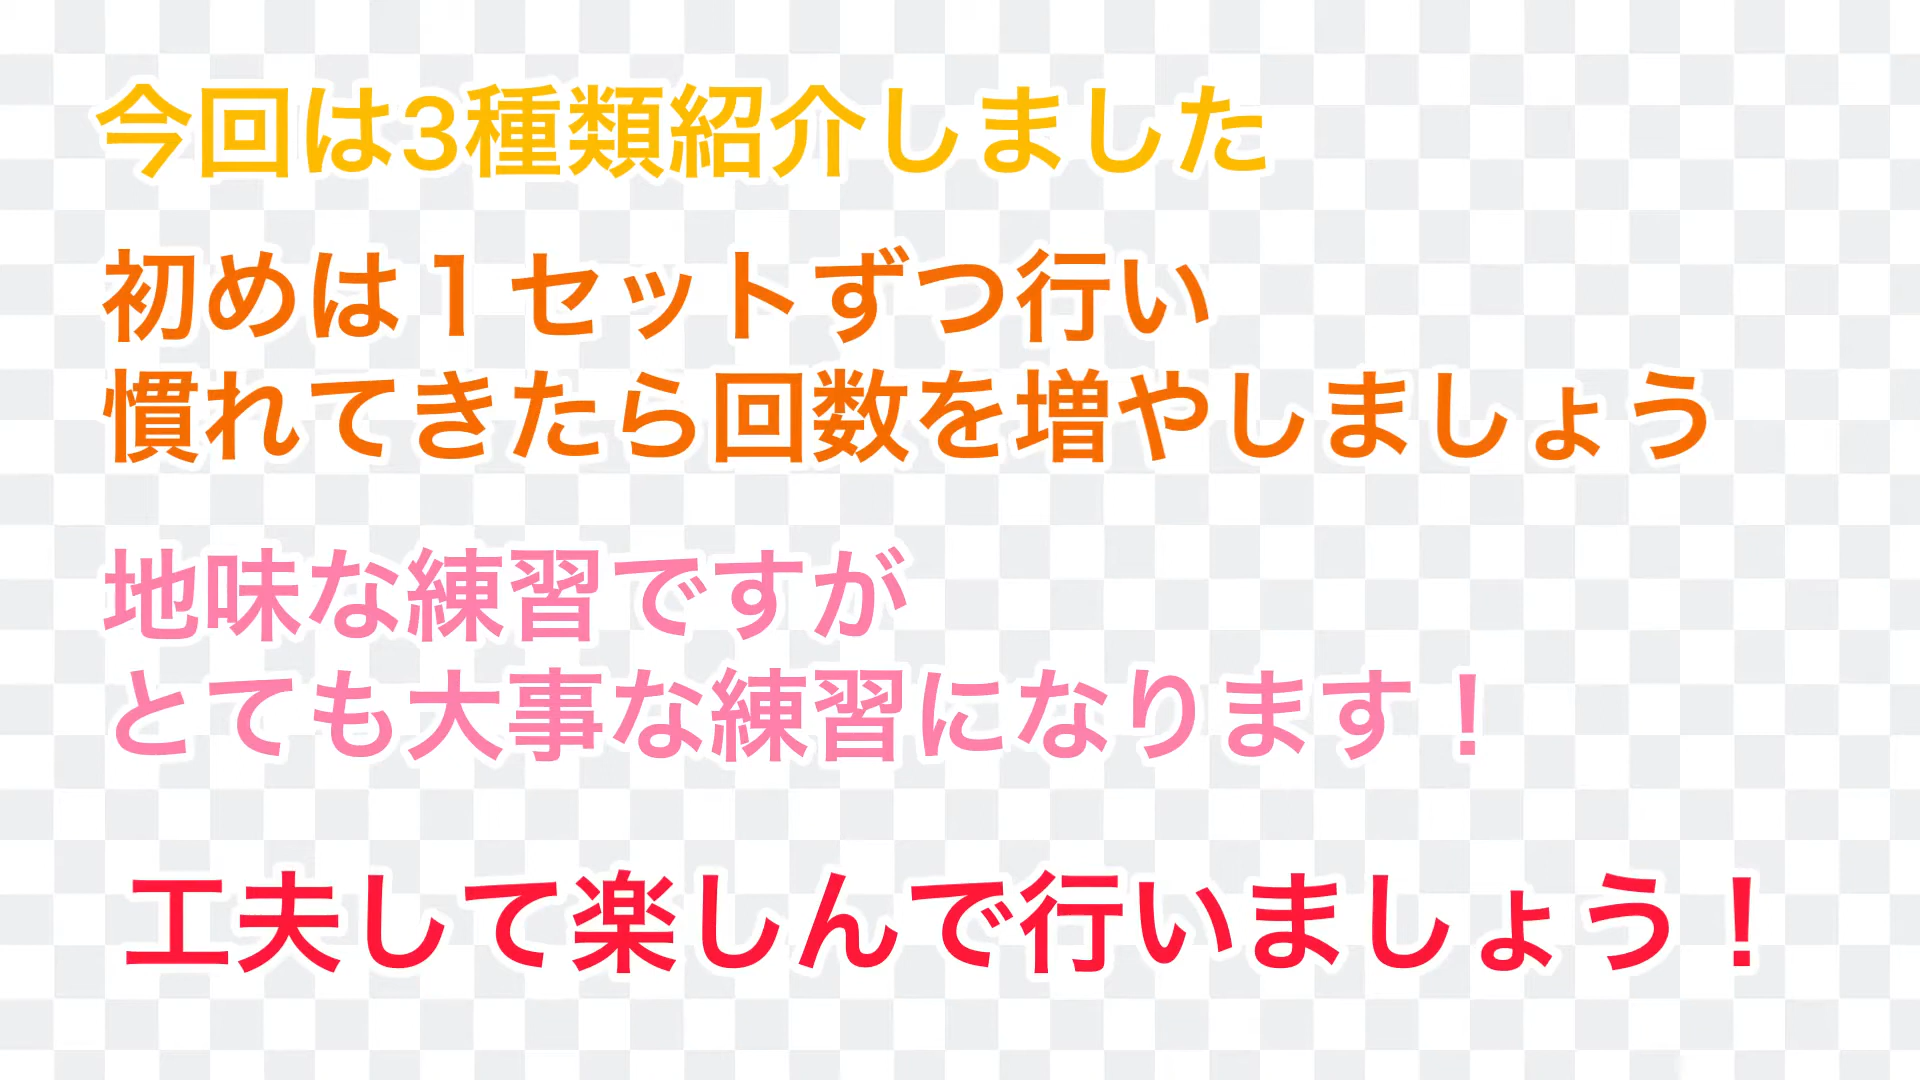 今回は3種類紹介しました
初めは１セットずつ行い
慣れてきたら回数を増やしましょう
地味な練習ですが
とても大事な練習になります！
工夫して楽しんで行いましょう！